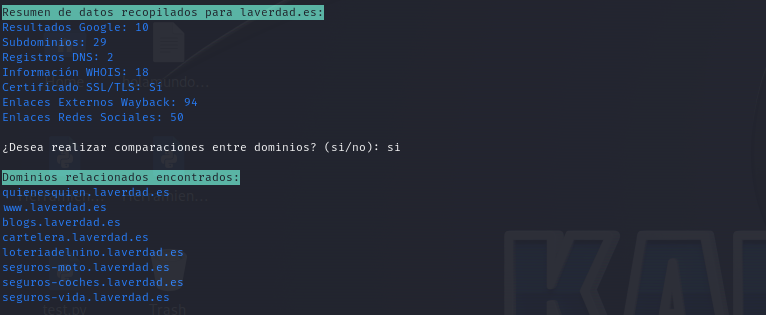 Resumen de datos recopilados para laverdad.es:
Resultados Google: 10
Subdominios: 29
Registros DNS: 2
Información WHOIS: 18
Certificado SSL/TLS: Sí
Enlaces Externos Wayback: 94
Enlaces Redes Sociales: 50
¿Desea realizar comparaciones entre dominios? (si/no): si
Dominios relacionados encontrados:
quienesquien.laverdad.es
www.laverdad.es
blogs.laverdad.es
cartelera.laverdad.es
loteriadelnino.laverdad.es
seguros-moto.laverdad.es
seguros-coches.laverdad.es
seguros-vida.laverdad.es
test.py Trash